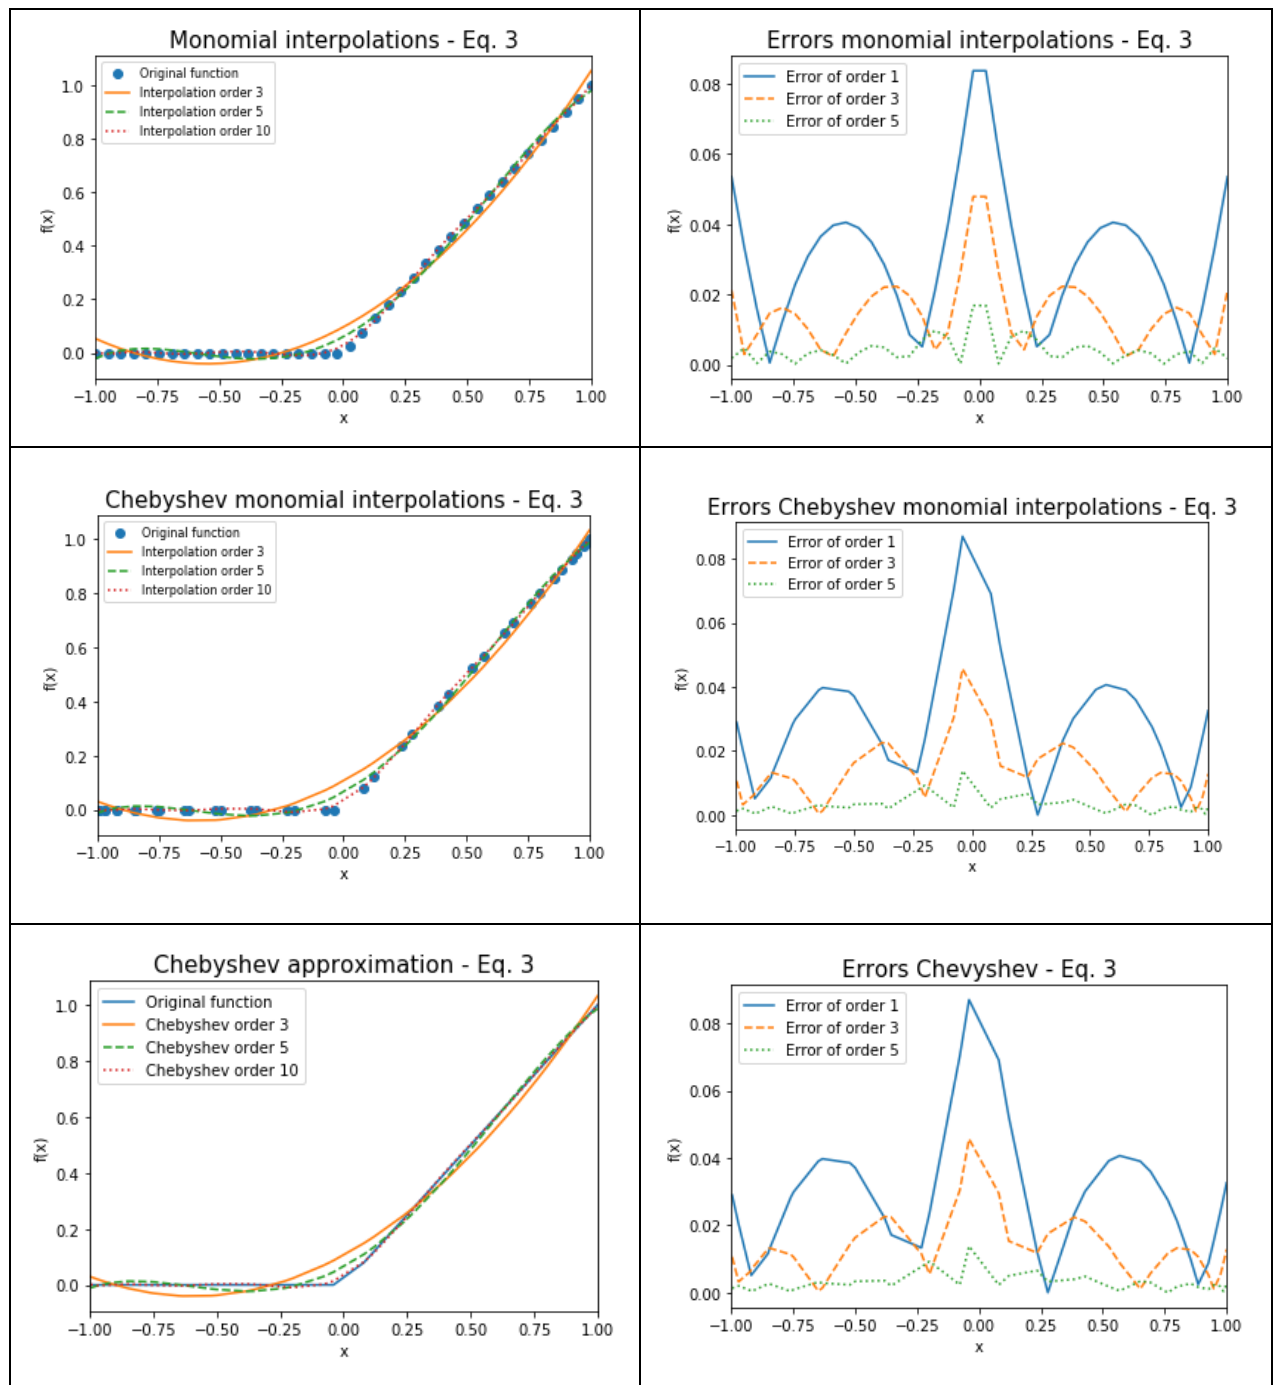 Monomial interpolations - Eq. 3
Original function
Interpolation order 3
Interpolation order 5
Interpolation order 10
f(x)
1.0
0.8
0.6
0.4
0.2
0.0
−1.00 −0.75 −0.50 −0.25 0.00 0.25 0.50 0.75 1.00
x
Errors monomial interpolations - Eq. 3
Error of order 1
Error of order 3
Error of order 5
f(x)
0.08
0.06
0.04
0.02
0.00
−1.00 −0.75 −0.50 −0.25 0.00 0.25 0.50 0.75 1.00
x
Chebyshev monomial interpolations - Eq. 3
Original function
Interpolation order 3
Interpolation order 5
Interpolation order 10
f(x)
1.0
0.8
0.6
0.4
0.2
0.0
−1.00 −0.75 −0.50 −0.25 0.00 0.25 0.50 0.75 1.00
x
Errors Chebyshev monomial interpolations - Eq. 3
Error of order 1
Error of order 3
Error of order 5
f(x)
0.08
0.06
0.04
0.02
0.00
−1.00 −0.75 −0.50 −0.25 0.00 0.25 0.50 0.75 1.00
x
Chebyshev approximation - Eq. 3
Original function
Chebyshev order 3
Chebyshev order 5
Chebyshev order 10
f(x)
1.0
0.8
0.6
0.4
0.2
0.0
−1.00 −0.75 −0.50 −0.25 0.00 0.25 0.50 0.75 1.00
x
Errors Chevyshev - Eq. 3
Error of order 1
Error of order 3
Error of order 5
f(x)
0.08
0.06
0.04
0.02
0.00
−1.00 −0.75 −0.50 −0.25 0.00 0.25 0.50 0.75 1.00
x